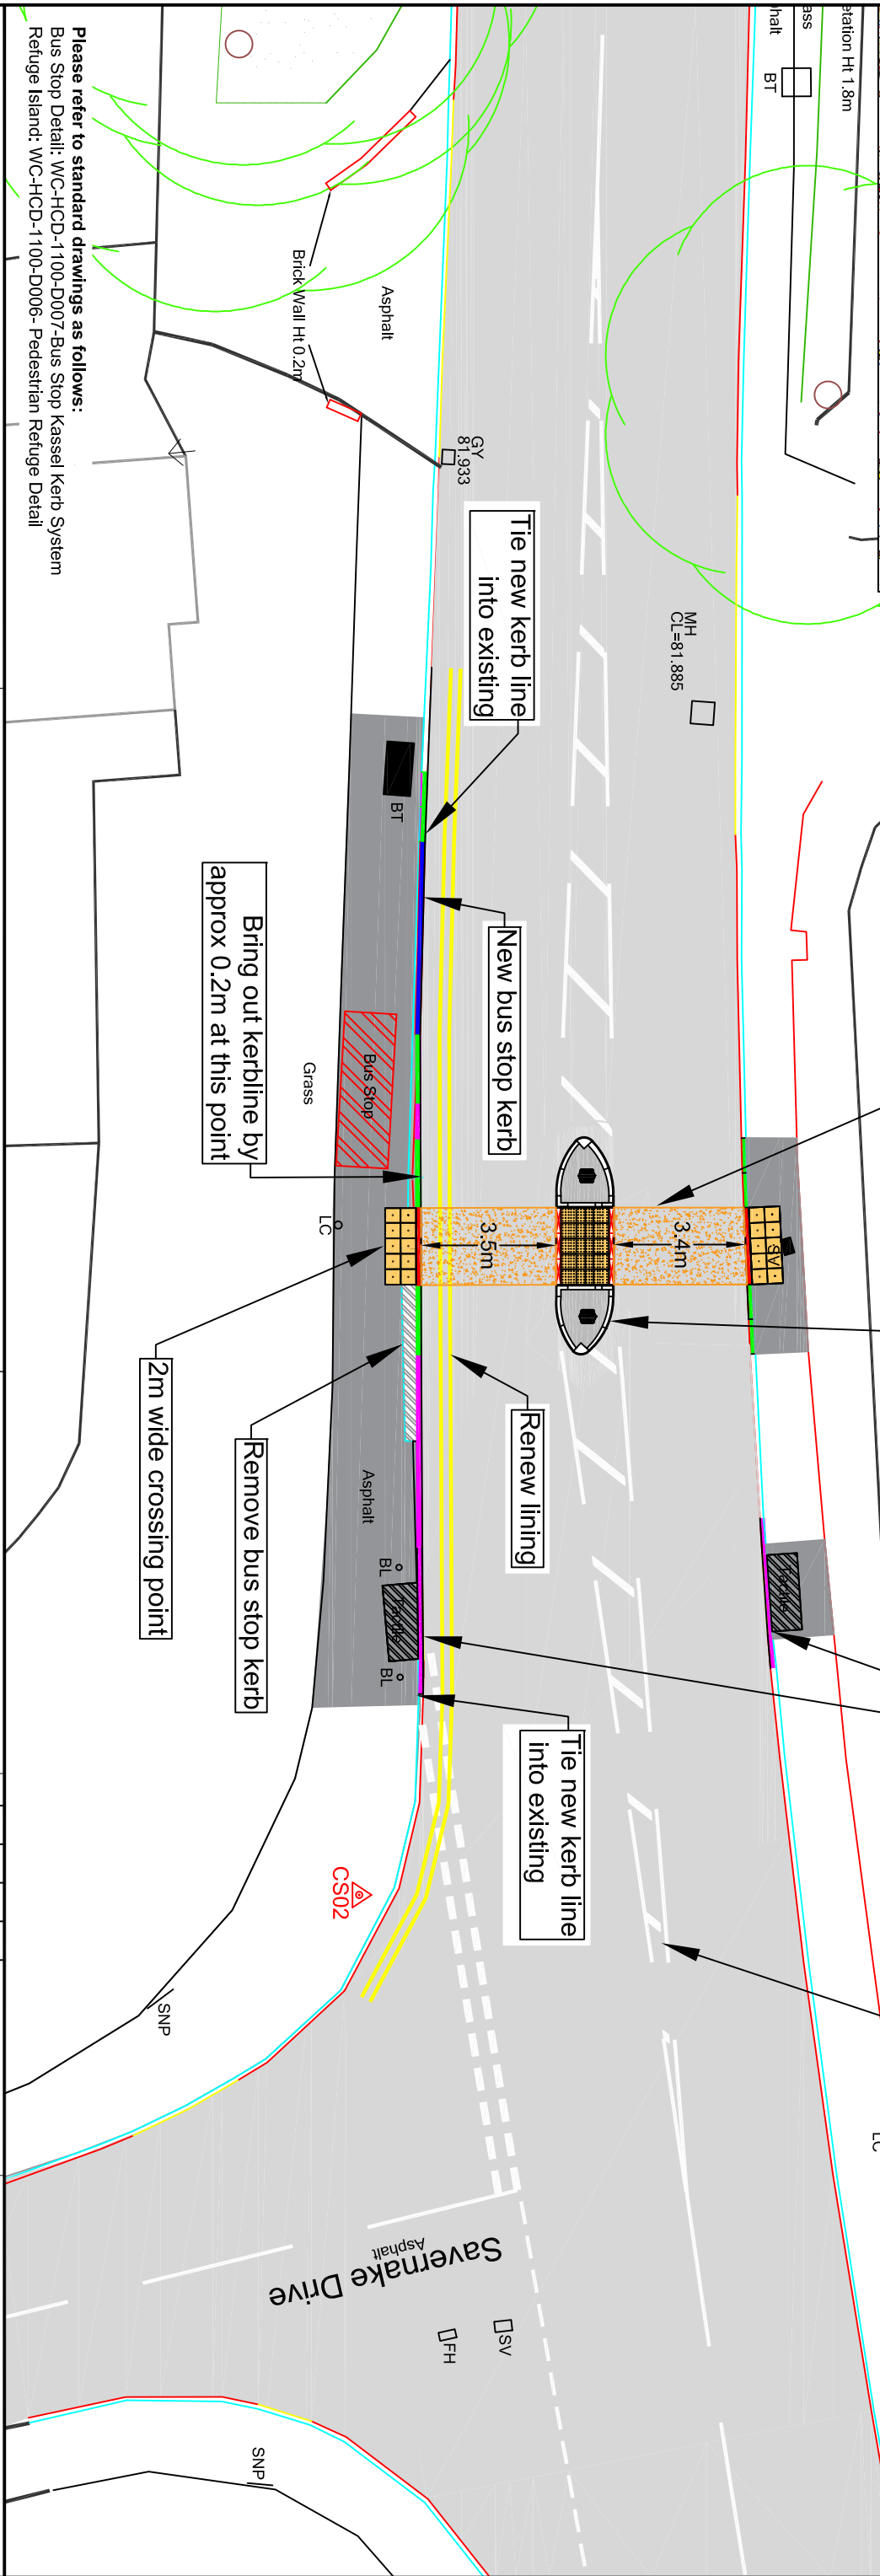 Please refer to standard drawings as follows:
Bus Stop Detail: WC-HCD-1100-D007-Bus Stop Kassel Kerb System
Refuge Island: WC-HCD-1100-D006- Pedestrian Refuge Detail
etation Ht 1.8m
ass
halt
BT
Brick Wall Ht 0.2m
Asphalt
GY
81.933
MH
CL=81.885
Tie new kerb line
into existing
BT
New bus stop kerb
Bring out kerbline by
approx 0.2m at this point
Bus Stop
Grass
LC
3.5m
3.4m
SV
2m wide crossing point
Remove bus stop kerb
Renew lining
Asphalt
BL
Tactile
BL
Tactile
Tie new kerb line
into existing
CS02
SNP
LC
Savernake Drive
Asphalt
SV
FH
SNP